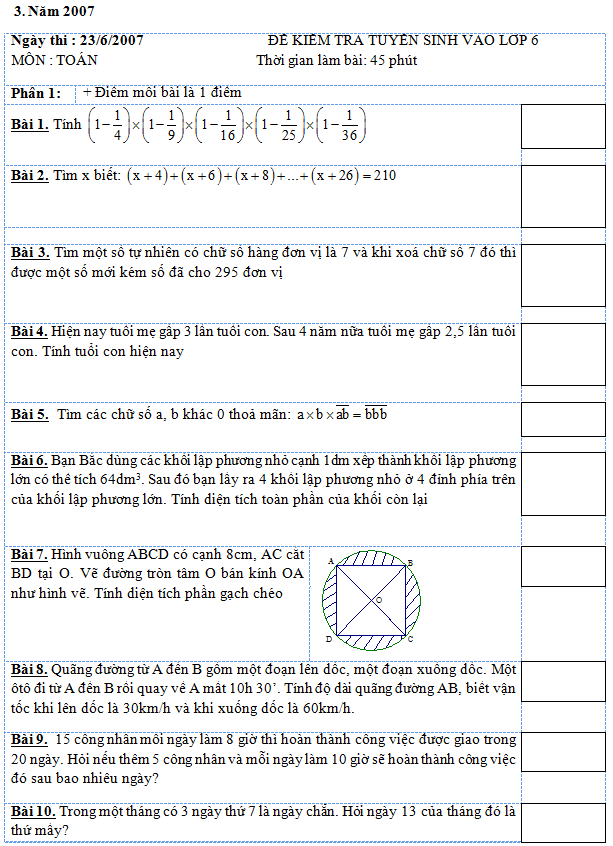 3. Năm 2007
Ngày thi : 23/6/2007 ĐỀ KIỂM TRA TUYỂN SINH VÀO LỚP 6
MÔN : TOÁN Thời gian làm bài: 45 phút
Phần 1: + Điểm mỗi bài là 1 điểm
Bài 1. Tính (1-1/4)×(1-1/9)×(1-1/16)×(1-1/25)×(1-1/36)
Bài 2. Tìm x biết: (x+4)+(x+6)+(x+8)+...+(x+26)=210
Bài 3. Tìm một số tự nhiên có chữ số hàng đơn vị là 7 và khi xoá chữ số 7 đó thì
được một số mới kém số đã cho 295 đơn vị
Bài 4. Hiện nay tuổi mẹ gấp 3 lần tuổi con. Sau 4 năm nữa tuổi mẹ gấp 2,5 lần tuổi
con. Tính tuổi con hiện nay
Bài 5. Tìm các chữ số a, b khác 0 thoả mãn: a×b×a̅b̅ = b̅b̅b̅
Bài 6. Bạn Bắc dùng các khối lập phương nhỏ cạnh 1dm xếp thành khối lập phương
lớn có thể tích 64dm³. Sau đó bạn lấy ra 4 khối lập phương nhỏ ở 4 đỉnh phía trên
của khối lập phương lớn. Tính diện tích toàn phần của khối còn lại
Bài 7. Hình vuông ABCD có cạnh 8cm, AC cắt
BD tại O. Vẽ đường tròn tâm O bán kính OA
như hình vẽ. Tính diện tích phần gạch chéo
A B
O
D C
Bài 8. Quãng đường từ A đến B gồm một đoạn lên dốc, một đoạn xuống dốc. Một
ôtô đi từ A đến B rồi quay về A mất 10h 30'. Tính độ dài quãng đường AB, biết vận
tốc khi lên dốc là 30km/h và khi xuống dốc là 60km/h.
Bài 9. 15 công nhân mỗi ngày làm 8 giờ thì hoàn thành công việc được giao trong
20 ngày. Hỏi nếu thêm 5 công nhân và mỗi ngày làm 10 giờ sẽ hoàn thành công việc
đó sau bao nhiêu ngày?
Bài 10. Trong một tháng có 3 ngày thứ 7 là ngày chẵn. Hỏi ngày 13 của tháng đó là
thứ mấy?